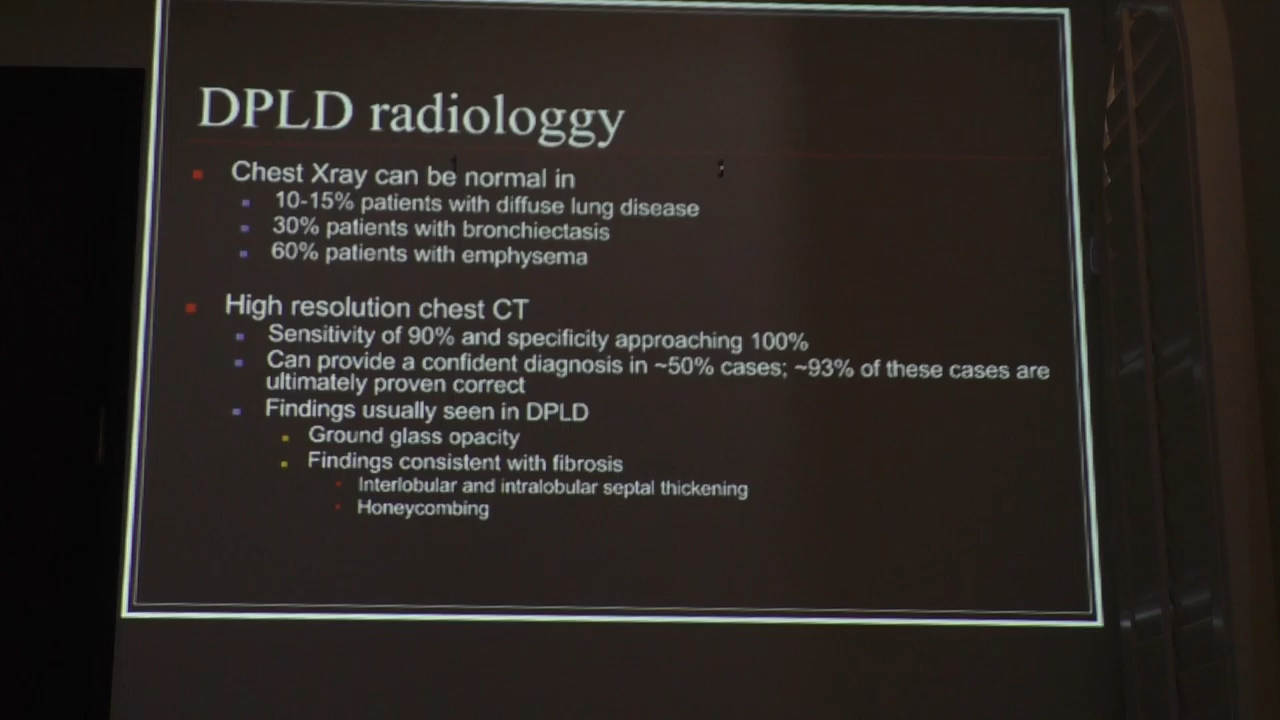 DPLD radiologgy
Chest Xray can be normal in
10-15% patients with diffuse lung disease
30% patients with bronchiectasis
60% patients with emphysema
High resolution chest CT
Sensitivity of 90% and specificity approaching 100%
Can provide a confident diagnosis in ~50% cases; ~93% of these cases are
ultimately proven correct
Findings usually seen in DPLD
Ground glass opacity
Findings consistent with fibrosis
Interlobular and intralobular septal thickening
Honeycombing